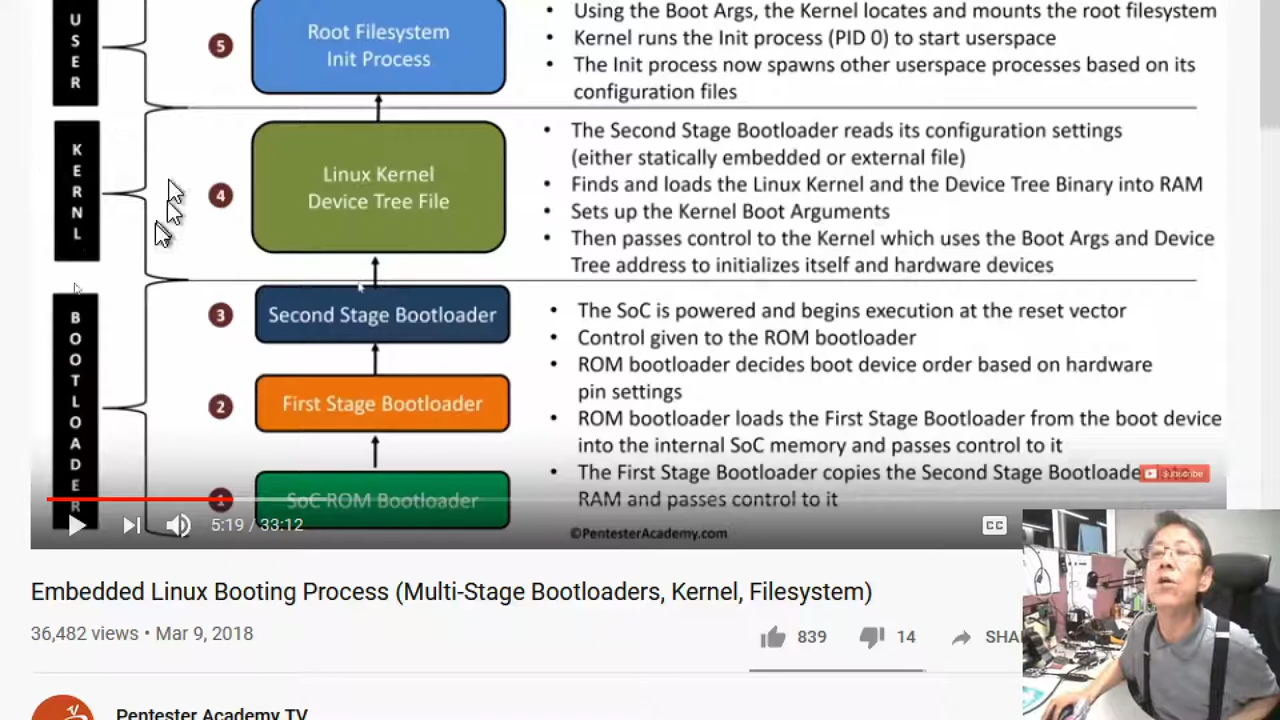 USER
5
Root Filesystem
Init Process
• Using the Boot Args, the Kernel locates and mounts the root filesystem
• Kernel runs the Init process (PID 0) to start userspace
• The Init process now spawns other userspace processes based on its
configuration files
KERNL
4
Linux Kernel
Device Tree File
• The Second Stage Bootloader reads its configuration settings
(either statically embedded or external file)
• Finds and loads the Linux Kernel and the Device Tree Binary into RAM
• Sets up the Kernel Boot Arguments
• Then passes control to the Kernel which uses the Boot Args and Device
Tree address to initializes itself and hardware devices
BOOTLOADER
3
Second Stage Bootloader
2
First Stage Bootloader
1
SoC ROM Bootloader
• The SoC is powered and begins execution at the reset vector
• Control given to the ROM bootloader
• ROM bootloader decides boot device order based on hardware
pin settings
• ROM bootloader loads the First Stage Bootloader from the boot device
into the internal SoC memory and passes control to it
• The First Stage Bootloader copies the Second Stage Bootloade
Subscribe
RAM and passes control to it
5:19 / 33:12
©PentesterAcademy.com
CC
Embedded Linux Booting Process (Multi-Stage Bootloaders, Kernel, Filesystem)
36,482 views • Mar 9, 2018
839
14
SHA
Pentester Academy TV